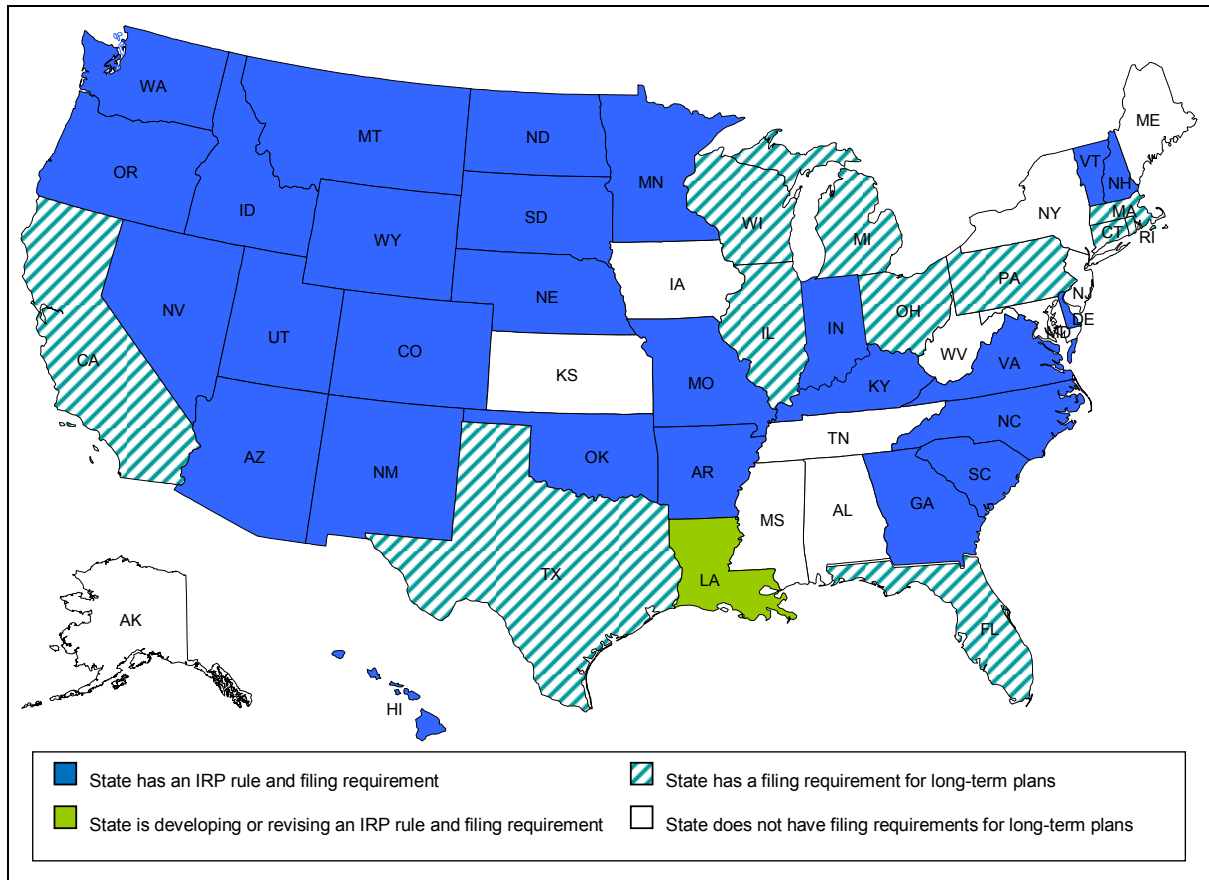 WA
MT
ND
MN
ME
VT
NH
OR
ID
SD
WI
MI
NY
MA
CT
RI
WY
IA
PA
NJ
NE
IL
IN
OH
DE
MD
NV
UT
CO
KS
MO
WV
VA
KY
CA
NC
TN
AZ
NM
OK
AR
SC
MS
AL
GA
TX
LA
FL
AK
HI
State has an IRP rule and filing requirement
State has a filing requirement for long-term plans
State is developing or revising an IRP rule and filing requirement
State does not have filing requirements for long-term plans